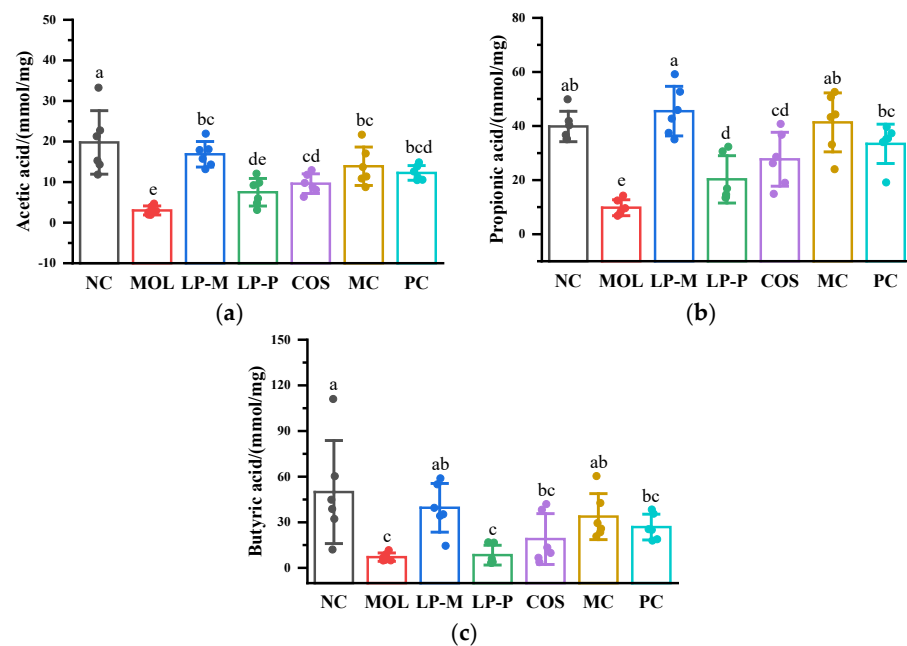 50
40
30
20
10
0
-10
Acetic acid/(mmol/mg)
a
e
bc
de
cd
bc
bcd
NC MOL LP-M LP-P COS MC PC
(a)
80
60
40
20
0
Propionic acid/(mmol/mg)
ab
e
a
d
cd
ab
bc
NC MOL LP-M LP-P COS MC PC
(b)
150
120
90
60
30
0
Butyric acid/(mmol/mg)
a
c
ab
c
bc
ab
bc
NC MOL LP-M LP-P COS MC PC
(c)